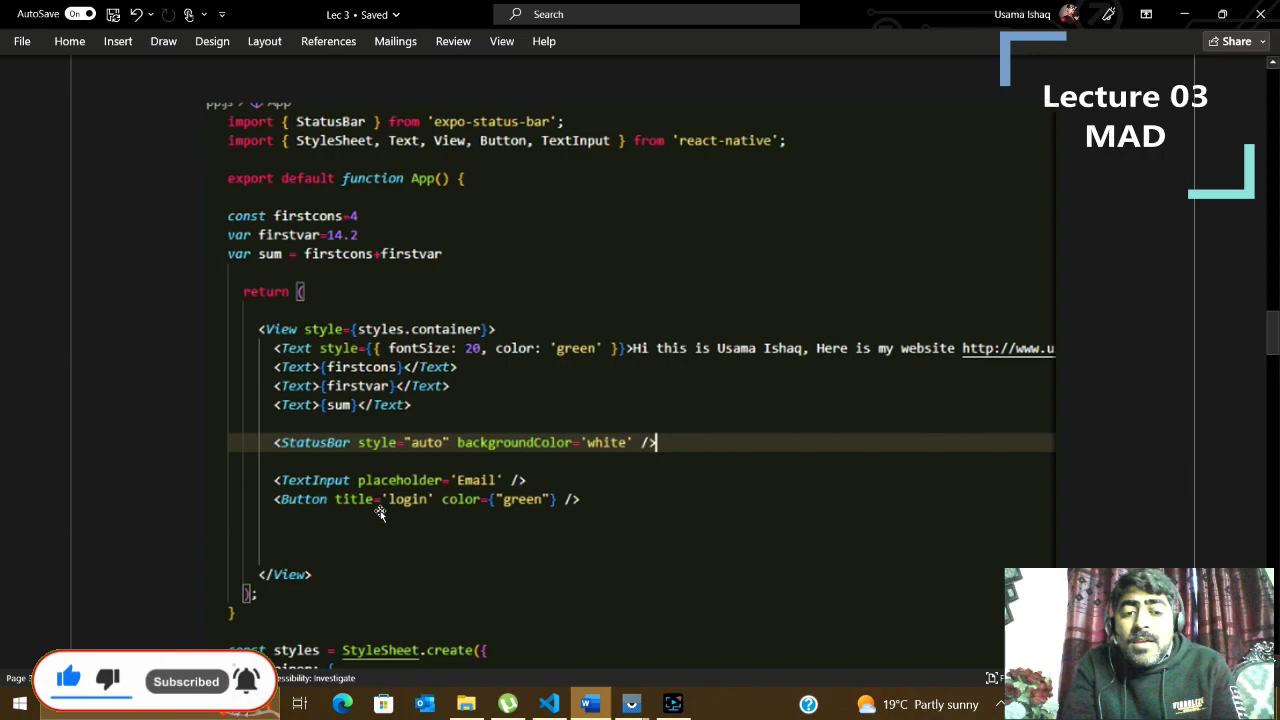 AutoSave On Lec 3 • Saved Search Usama Ishaq
File Home Insert Draw Design Layout References Mailings Review View Help Share
Lecture 03
MAD
App
import { StatusBar } from 'expo-status-bar';
import { StyleSheet, Text, View, Button, TextInput } from 'react-native';
export default function App() {
const firstcons=4
var firstvar=14.2
var sum = firstcons+firstvar
return (
<View style={styles.container}>
<Text style={{ fontSize: 20, color: 'green' }}>Hi this is Usama Ishaq, Here is my website http://www.u
<Text>{firstcons}</Text>
<Text>{firstvar}</Text>
<Text>{sum}</Text>
<StatusBar style="auto" backgroundColor='white' />
<TextInput placeholder='Email' />
<Button title='login' color={"green"} />
</View>
);
}
const styles = StyleSheet.create({
Subscribed
Page ccessibility: Investigate
19°C Partly sunny